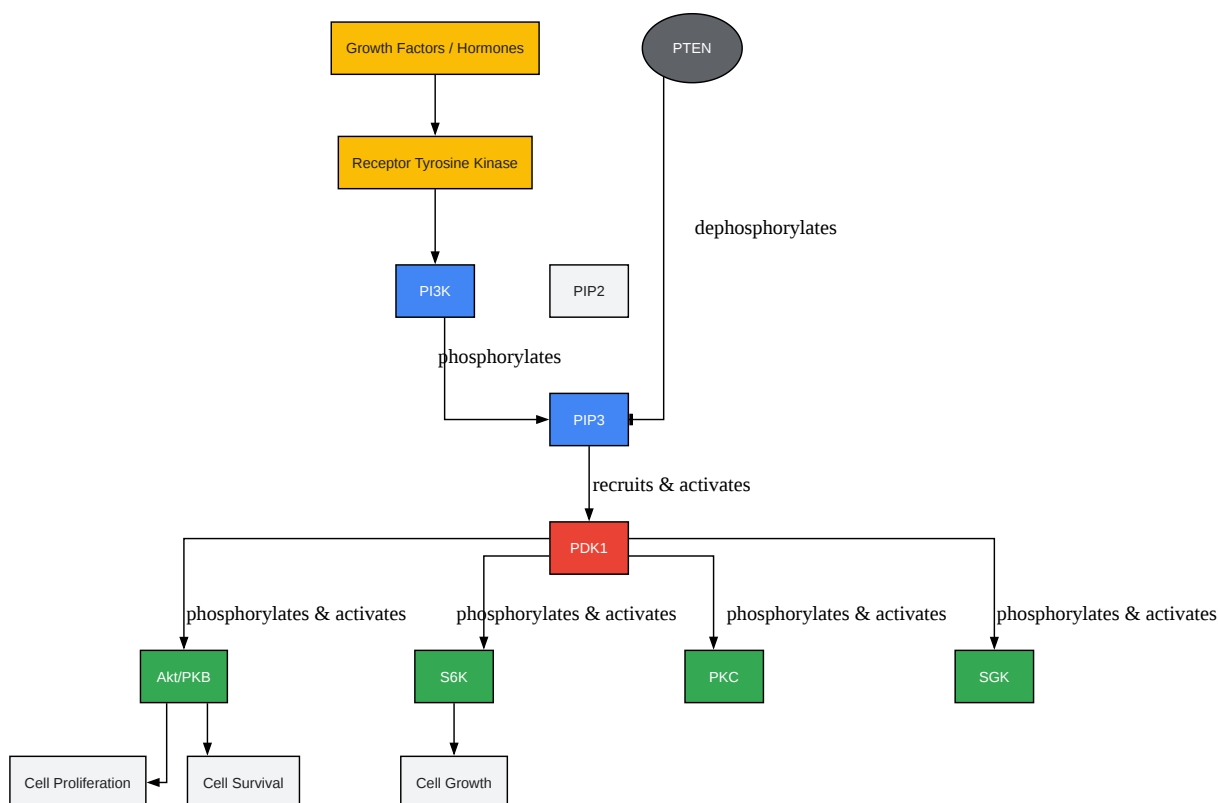 Growth Factors / Hormones
PTEN
Receptor Tyrosine Kinase
dephosphorylates
PI3K
PIP2
phosphorylates
PIP3
recruits & activates
PDK1
phosphorylates & activates
phosphorylates & activates
phosphorylates & activates
phosphorylates & activates
Akt/PKB
S6K
PKC
SGK
Cell Proliferation
Cell Survival
Cell Growth